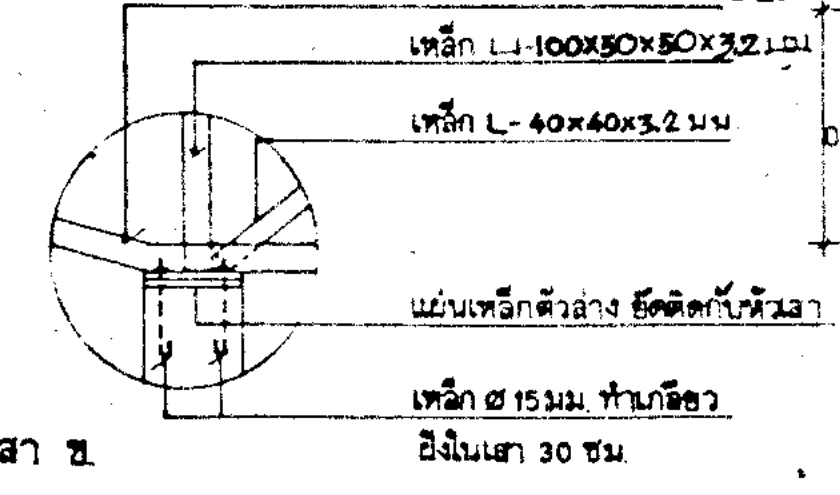 เหล็ก [-100x50x50x3.2 มม
เหล็ก L-40x40x3.2 มม
แผ่นเหล็กตัวล่าง ยึดติดกับหัวเสา
เหล็ก Ø 15 มม. ทำเกลียว
ฝังในเสา 30 ซม.
สา ข.